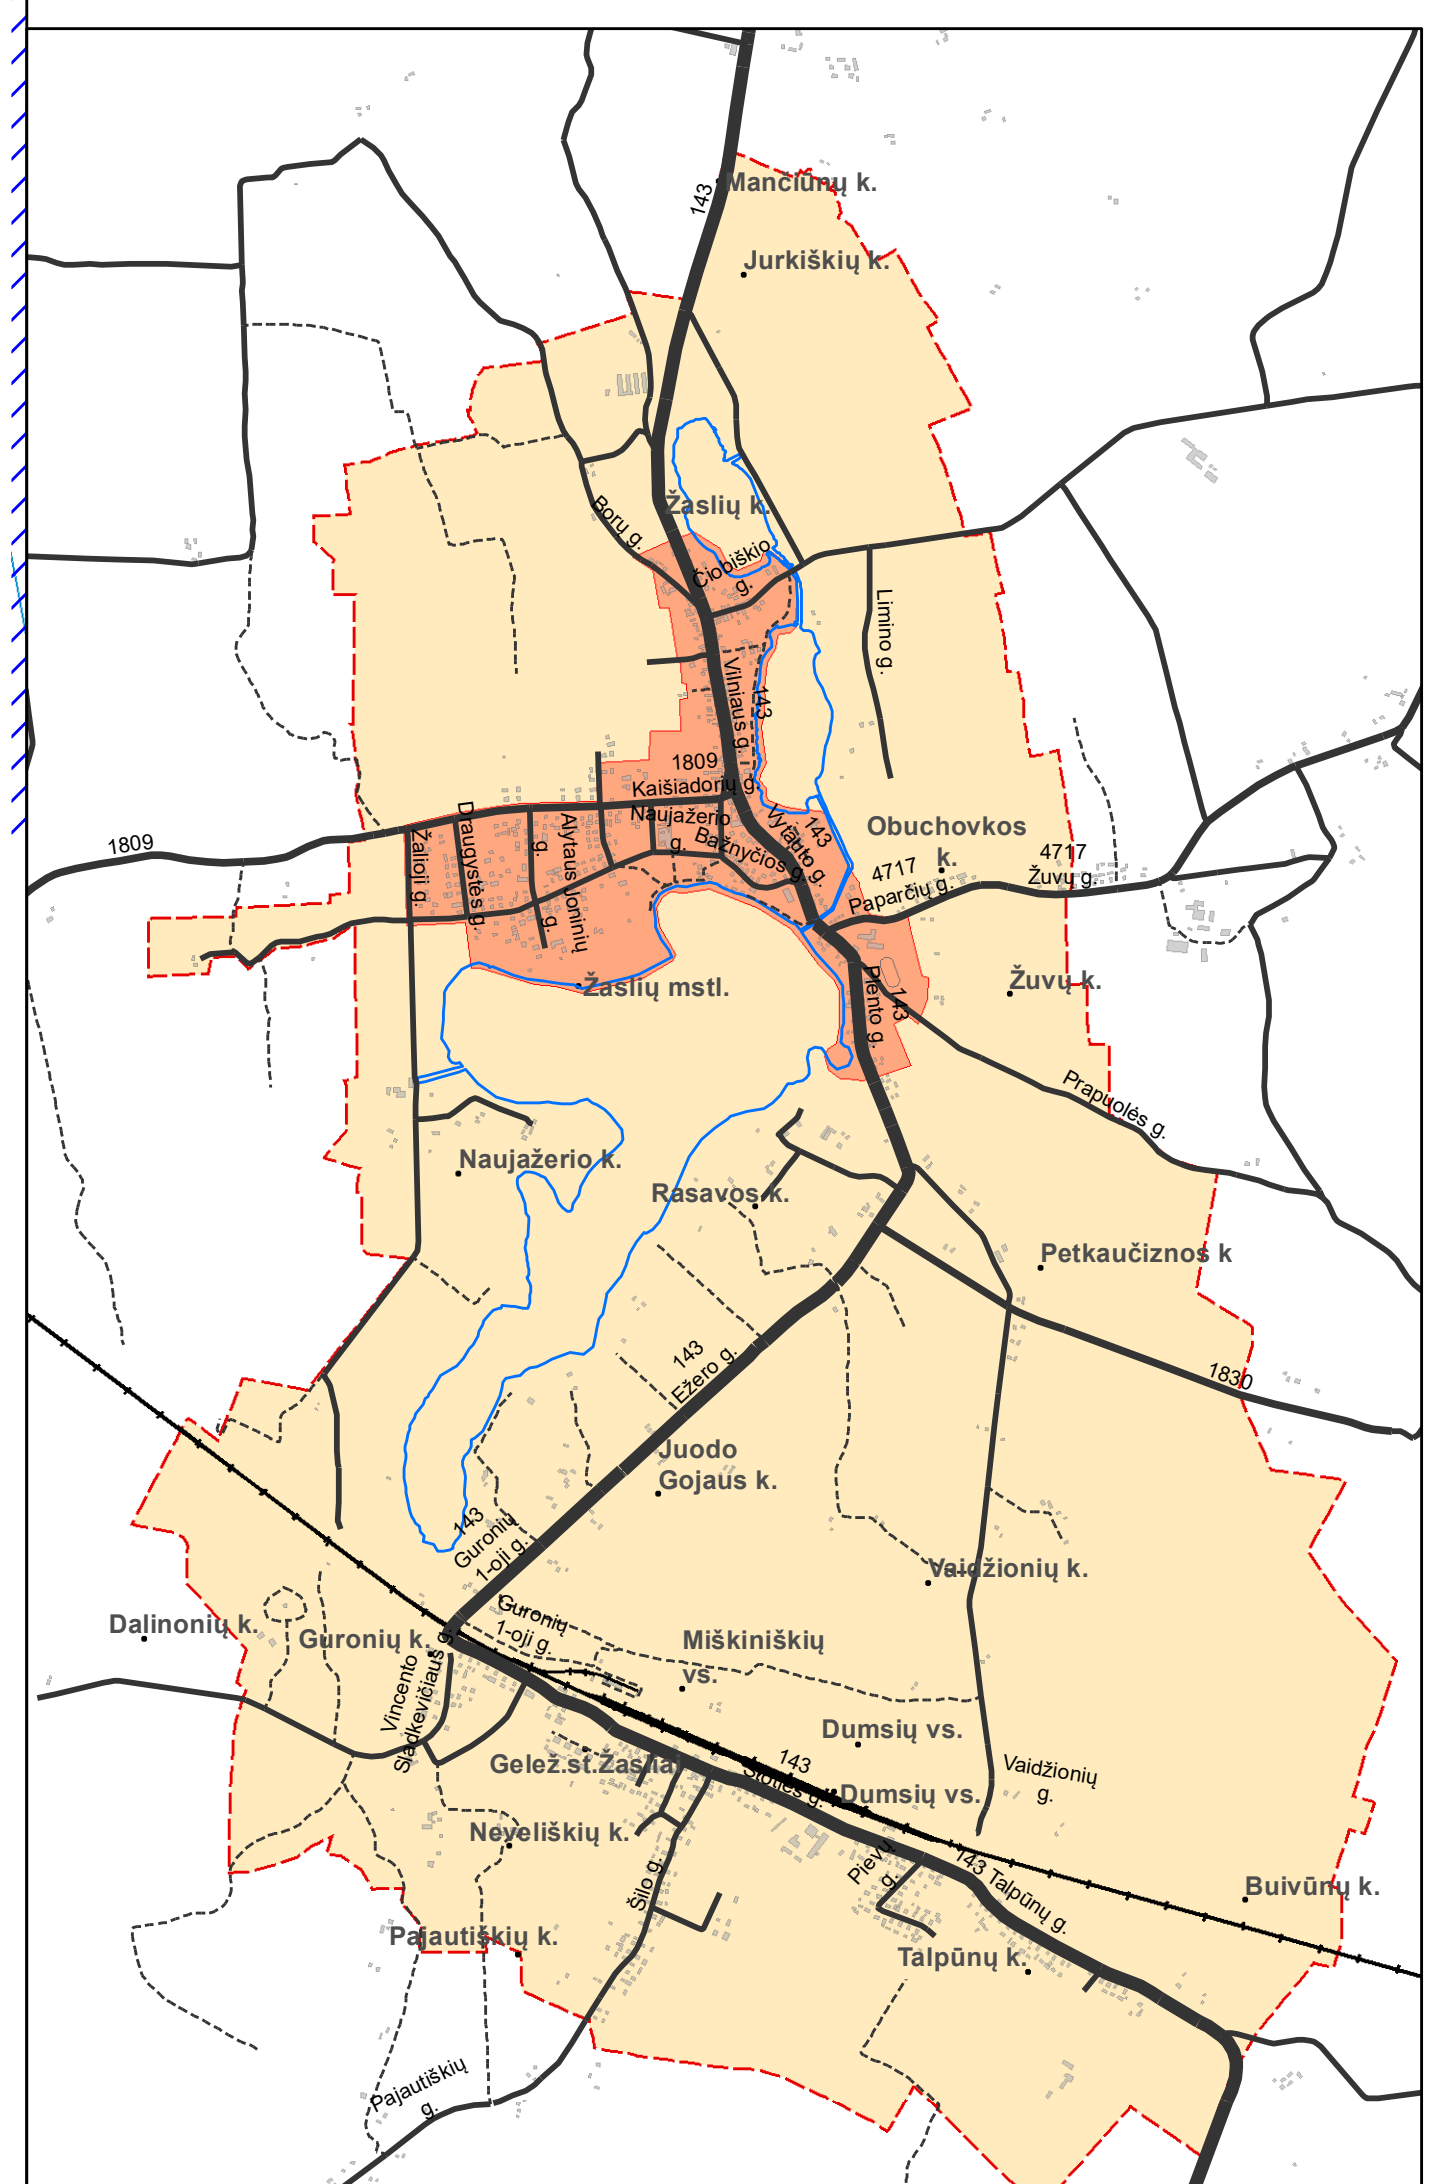 Mančiūnų k.
143
Jurkiškių k.
Žaslių k.
Borų g.
Čiobiškio
g.
Limino g.
Vilniaus g.
143
1809
Kaišiadorių g.
Naujažerio
g.
Bažnyčios g.
Vytauto g.
143
Obuchovkos
k.
4717
Žuvų g.
4717
Paparčių g.
1809
Žalioji g.
Draugystės g.
g.
Alytaus Joninių
g.
Žaslių mstl.
Žuvų k.
Plento g.
143
Prapuolės g.
Naujažerio k.
Rasavos k.
Petkaučiznos k
143
Ežero g.
1830
Juodo
Gojaus k.
143
Guronių
1-oji g.
Vaidžionių k.
Guronių
1-oji g.
Dalinonių k.
Guronių k.
Miškiniškių
vs.
Vincento
Sladkevičiaus g.
Dumsių vs.
Gelež.st.Žasliai
143
Stoties g.
Dumsių vs.
Vaidžionių
g.
Neveliškių k.
Šilo g.
Pievų
g.
143 Talpūnų g.
Buivūnų k.
Pajautiškių k.
Talpūnų k.
Pajautiškių
g.